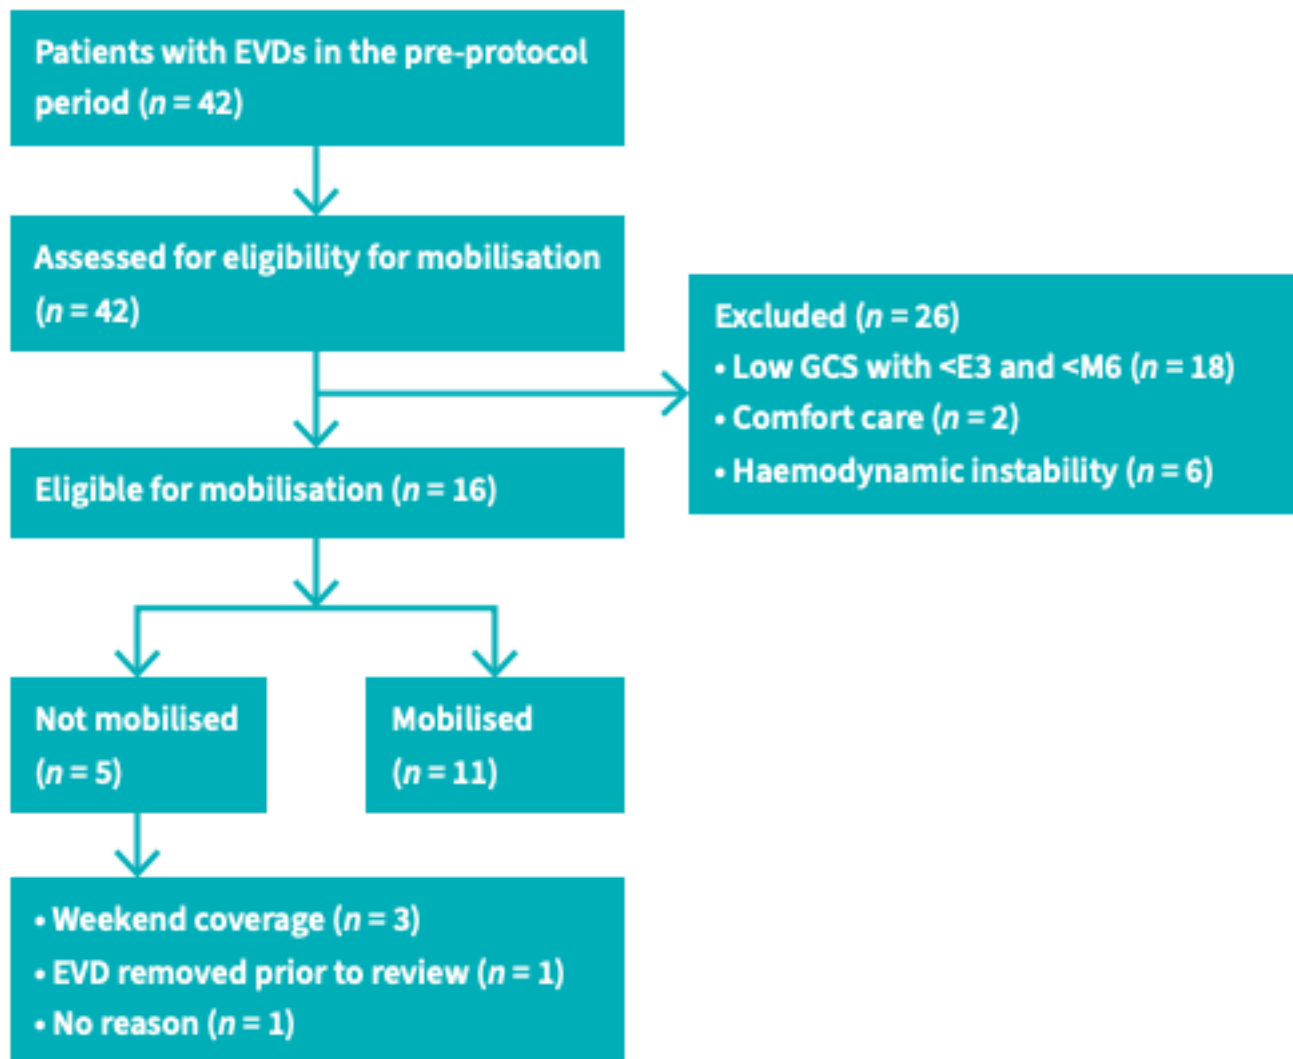 Patients with EVDs in the pre-protocol
period (n = 42)
Assessed for eligibility for mobilisation
(n = 42)
Excluded (n = 26)
• Low GCS with <E3 and <M6 (n = 18)
• Comfort care (n = 2)
• Haemodynamic instability (n = 6)
Eligible for mobilisation (n = 16)
Not mobilised
(n = 5)
Mobilised
(n = 11)
• Weekend coverage (n = 3)
• EVD removed prior to review (n = 1)
• No reason (n = 1)